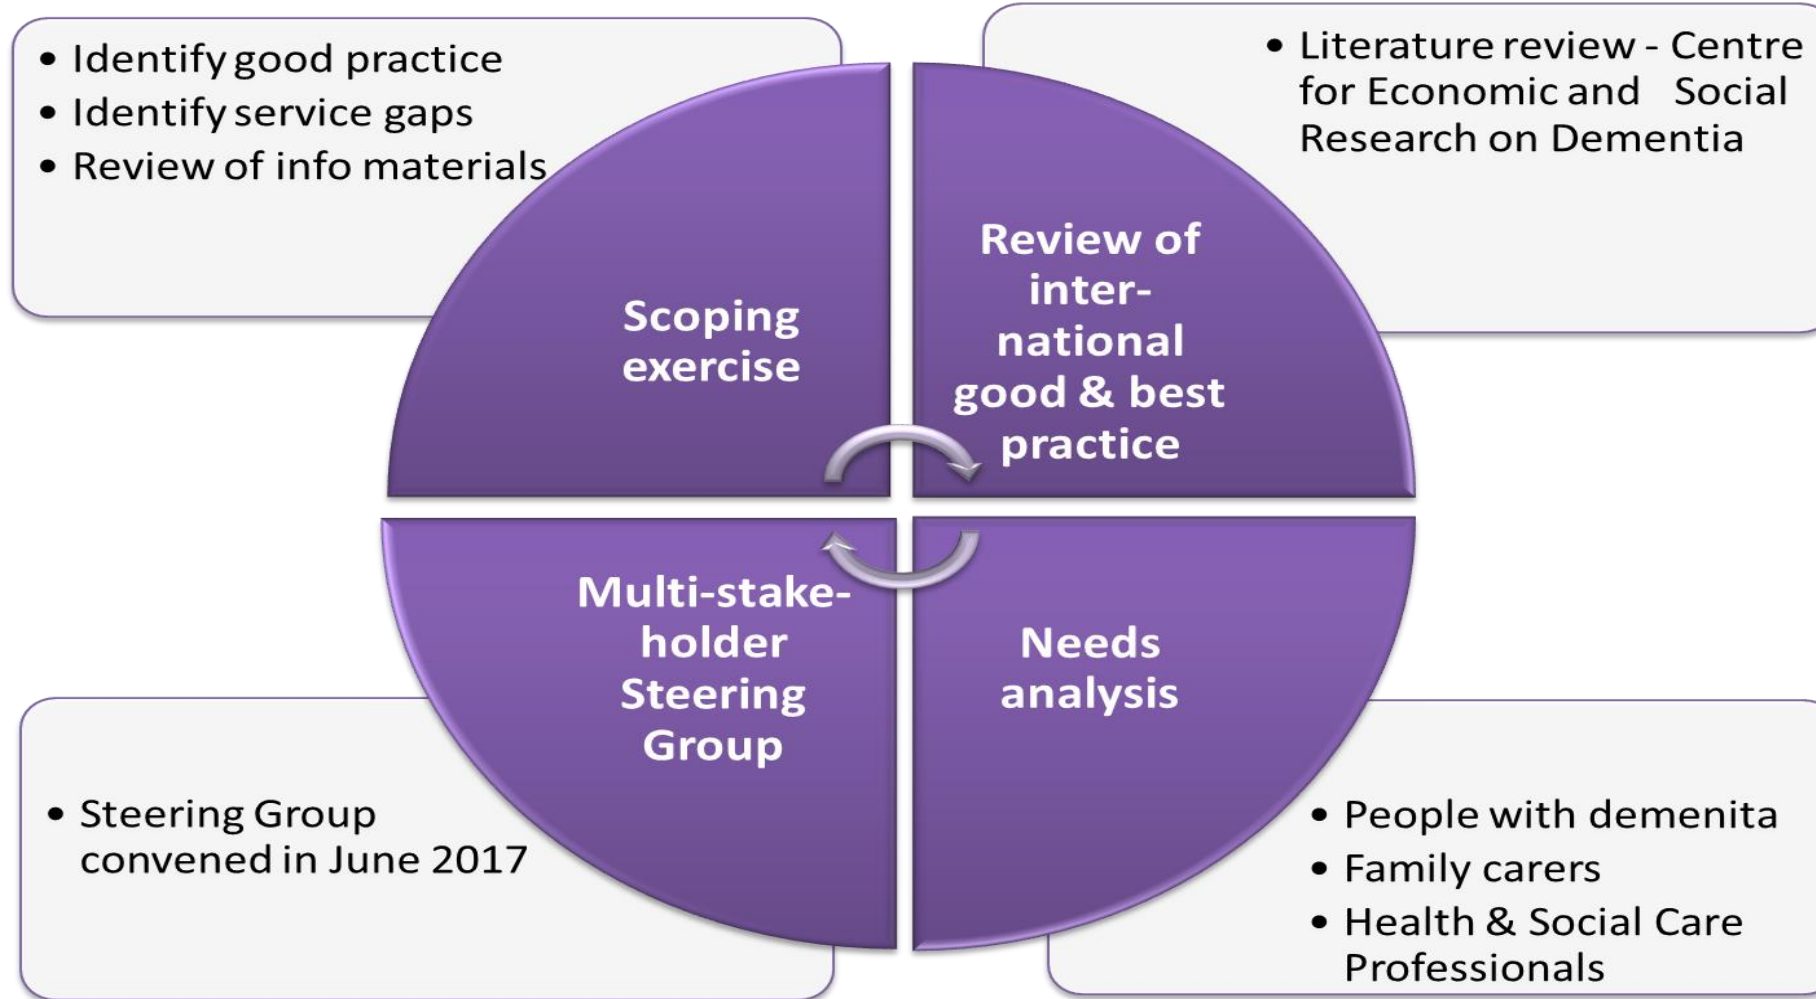 • Identify good practice
• Identify service gaps
• Review of info materials
Scoping
exercise
• Literature review - Centre
for Economic and Social
Research on Dementia
Review of
inter-
national
good & best
practice
Multi-stake-
holder
Steering
Group
• Steering Group
convened in June 2017
Needs
analysis
• People with demenita
• Family carers
• Health & Social Care
Professionals